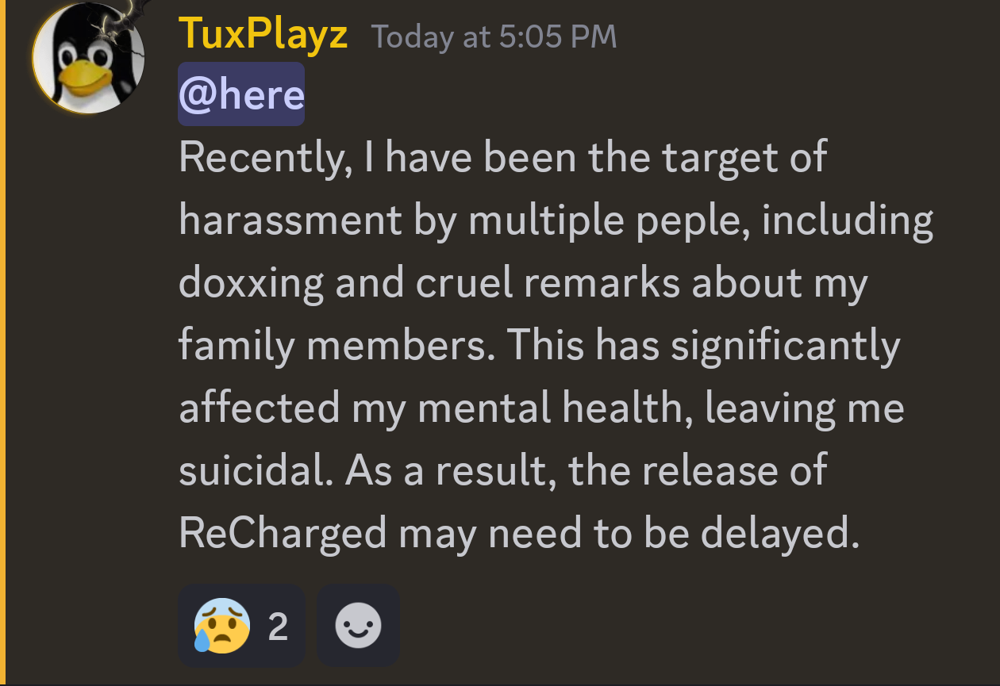 TuxPlayz Today at 5:05 PM
@here
Recently, I have been the target of
harassment by multiple peple, including
doxxing and cruel remarks about my
family members. This has significantly
affected my mental health, leaving me
suicidal. As a result, the release of
ReCharged may need to be delayed.
2